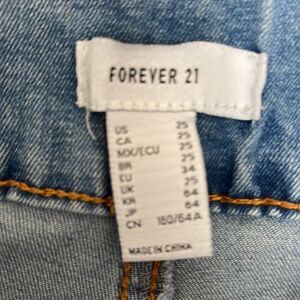 FOREVER 21
US 25
CA 25
MX/ECU 25
BR 34
EU 25
UK 25
KR 64
JP 64
CN 160/64A
MADE IN CHINA